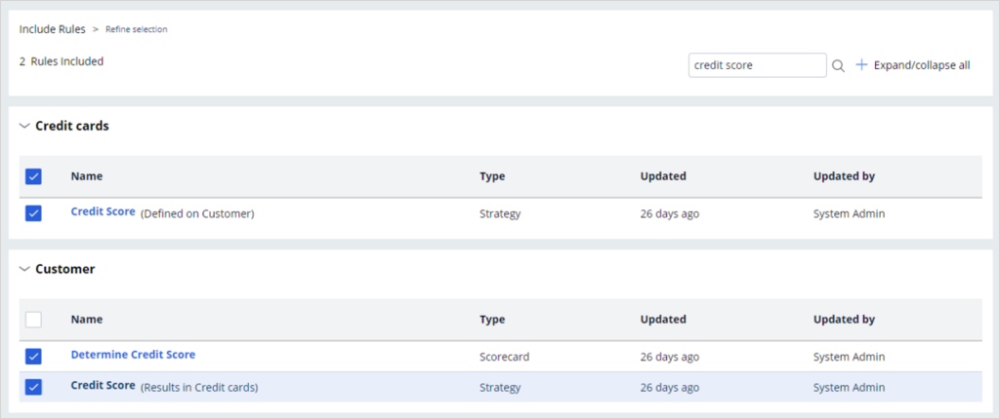 Include Rules > Refine selection
2 Rules Included
credit score
Expand/collapse all
Credit cards
Name Type Updated Updated by
Credit Score (Defined on Customer) Strategy 26 days ago System Admin
Customer
Name Type Updated Updated by
Determine Credit Score Scorecard 26 days ago System Admin
Credit Score (Results in Credit cards) Strategy 26 days ago System Admin